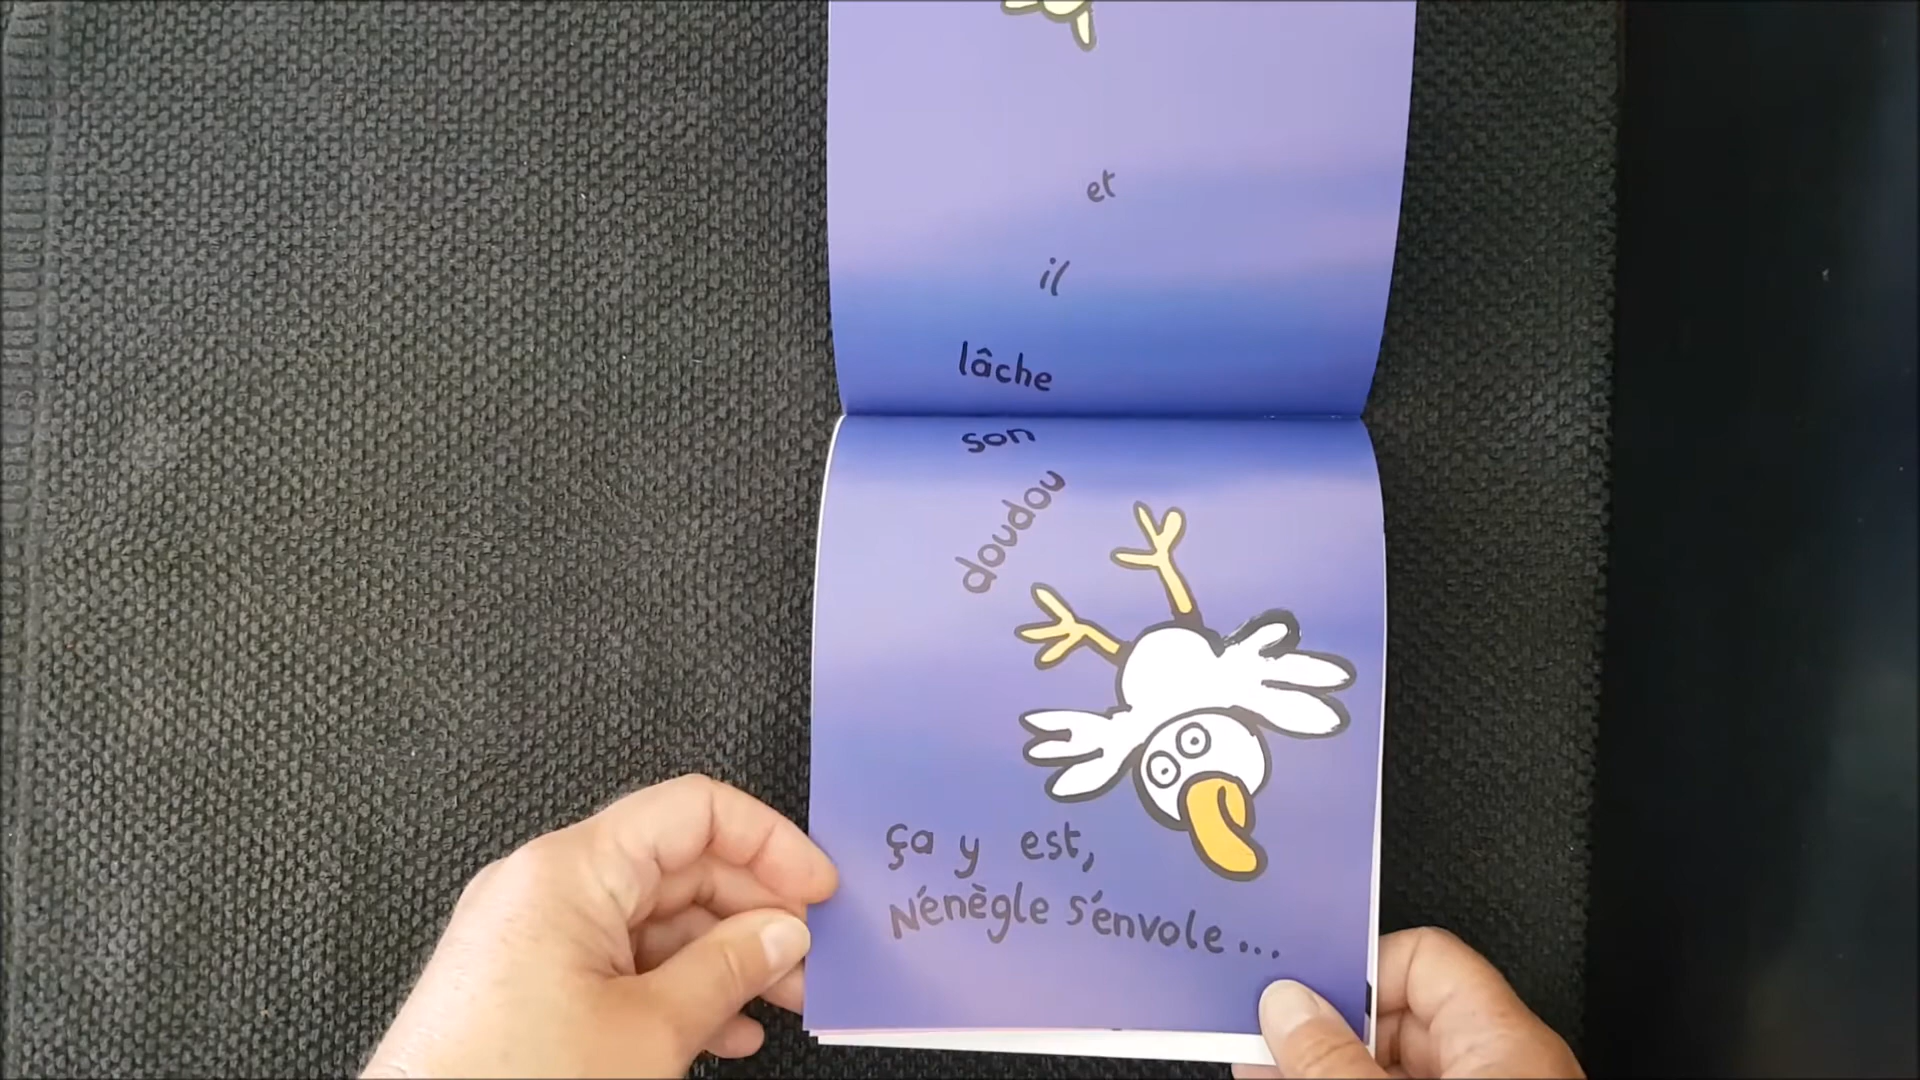 et
il
lâche
son
doudou
ça y est,
Nénègle s'envole...